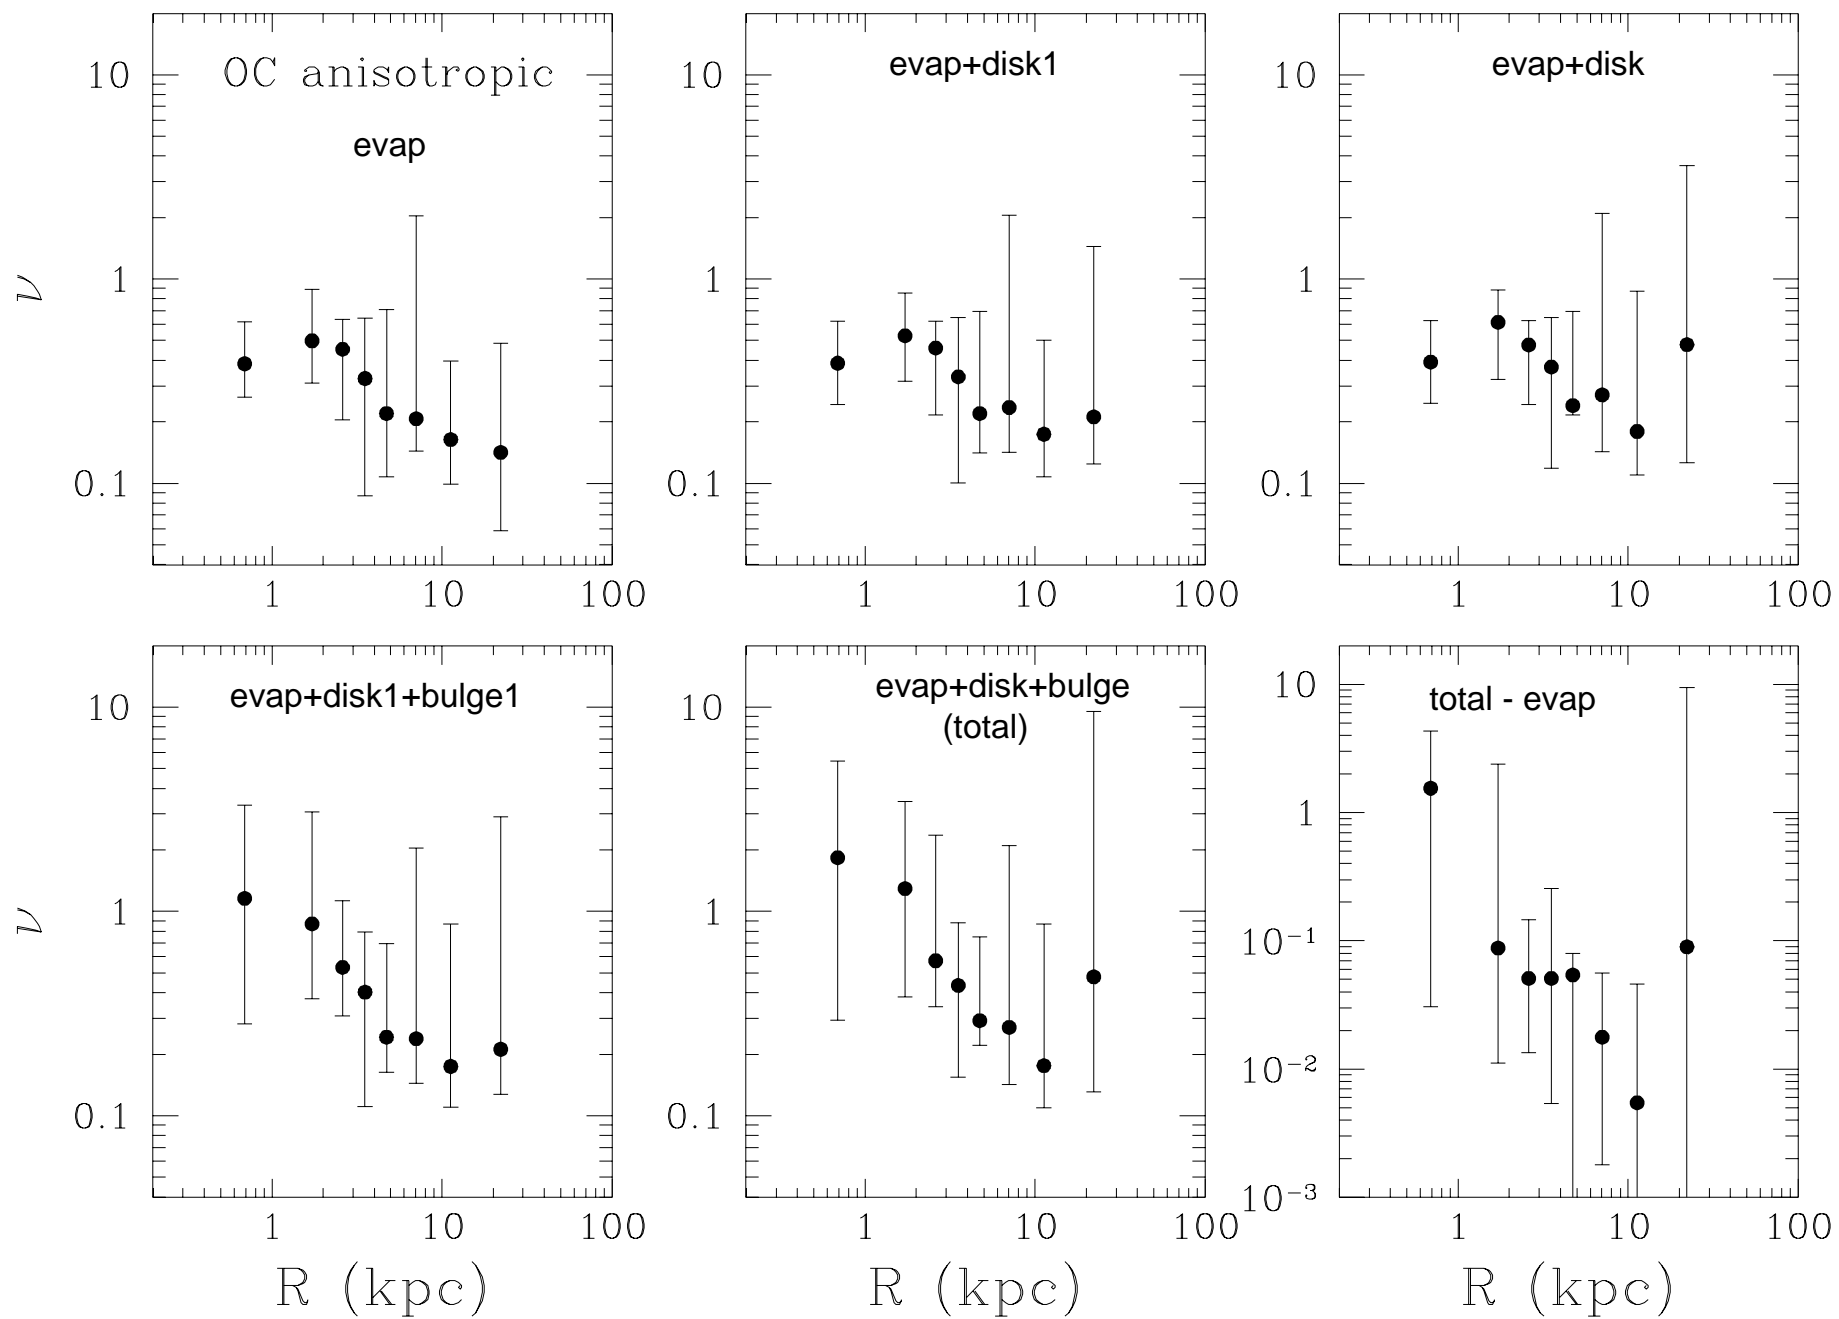 OC anisotropic
evap
10
1
0.1
ν
1 10 100
evap+disk1
10
1
0.1
1 10 100
evap+disk
10
1
0.1
1 10 100
evap+disk1+bulge1
10
1
0.1
ν
1 10 100
R (kpc)
evap+disk+bulge
(total)
10
1
0.1
1 10 100
R (kpc)
total - evap
10
1
10⁻¹
10⁻²
10⁻³
1 10 100
R (kpc)